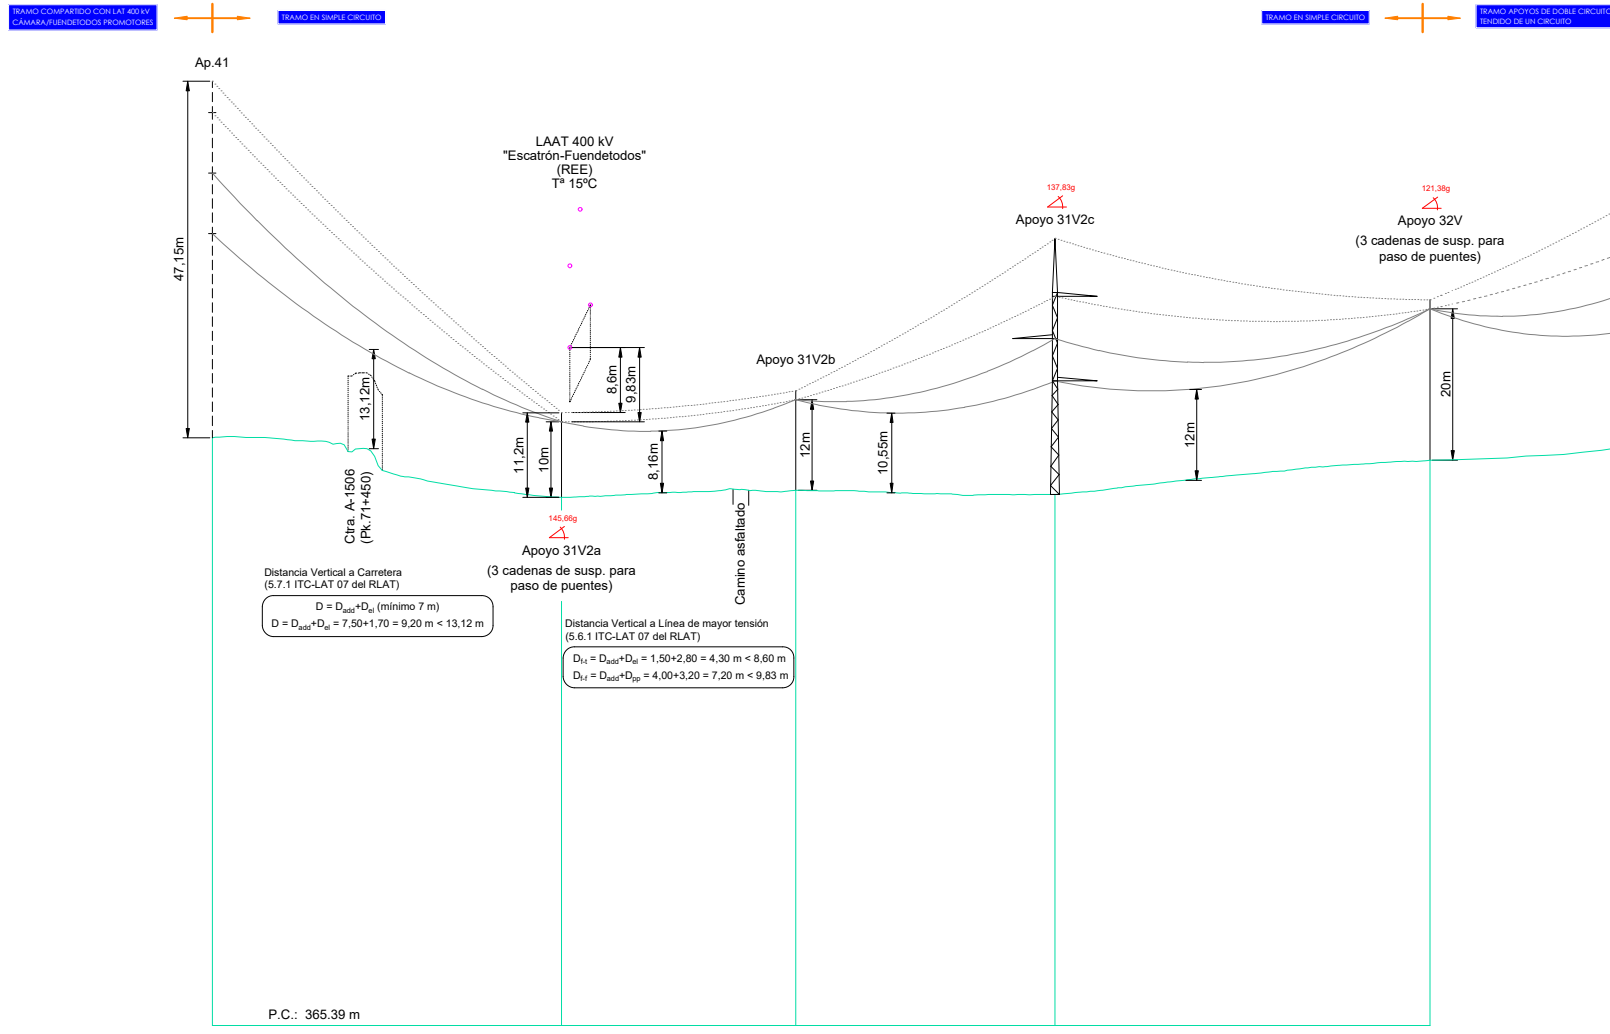 TRAMO COMPARTIDO CON LAT 400 kV
CÁMARA/FUENDETODOS PROMOTORES
TRAMO EN SIMPLE CIRCUITO
TRAMO EN SIMPLE CIRCUITO
TRAMO APOYOS DE DOBLE CIRCUITO
TENDIDO DE UN CIRCUITO
Ap.41
47,15m
LAAT 400 kV
"Escatrón-Fuendetodos"
(REE)
Tª 15ºC
137,83g
Apoyo 31V2c
121,38g
Apoyo 32V
(3 cadenas de susp. para
paso de puentes)
Apoyo 31V2b
13,12m
8,6m
9,83m
11,2m
10m
8,16m
12m
10,55m
12m
20m
Ctra. A-1506
(Pk.71+450)
145,66g
Apoyo 31V2a
(3 cadenas de susp. para
paso de puentes)
Camino asfaltado
Distancia Vertical a Carretera
(5.7.1 ITC-LAT 07 del RLAT)
D = Dadd+Del (mínimo 7 m)
D = Dadd+Del = 7,50+1,70 = 9,20 m < 13,12 m
Distancia Vertical a Línea de mayor tensión
(5.6.1 ITC-LAT 07 del RLAT)
Df-t = Dadd+Del = 1,50+2,80 = 4,30 m < 8,60 m
Df-f = Dadd+Dpp = 4,00+3,20 = 7,20 m < 9,83 m
P.C.: 365.39 m